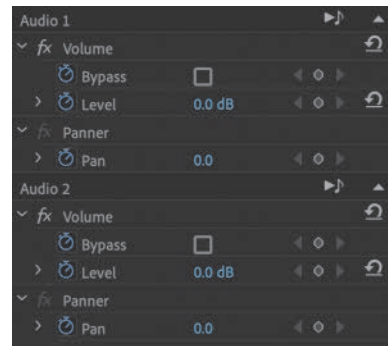 Audio 1
fx Volume
Bypass
Level 0.0 dB
fx Panner
Pan 0.0
Audio 2
fx Volume
Bypass
Level 0.0 dB
fx Panner
Pan 0.0